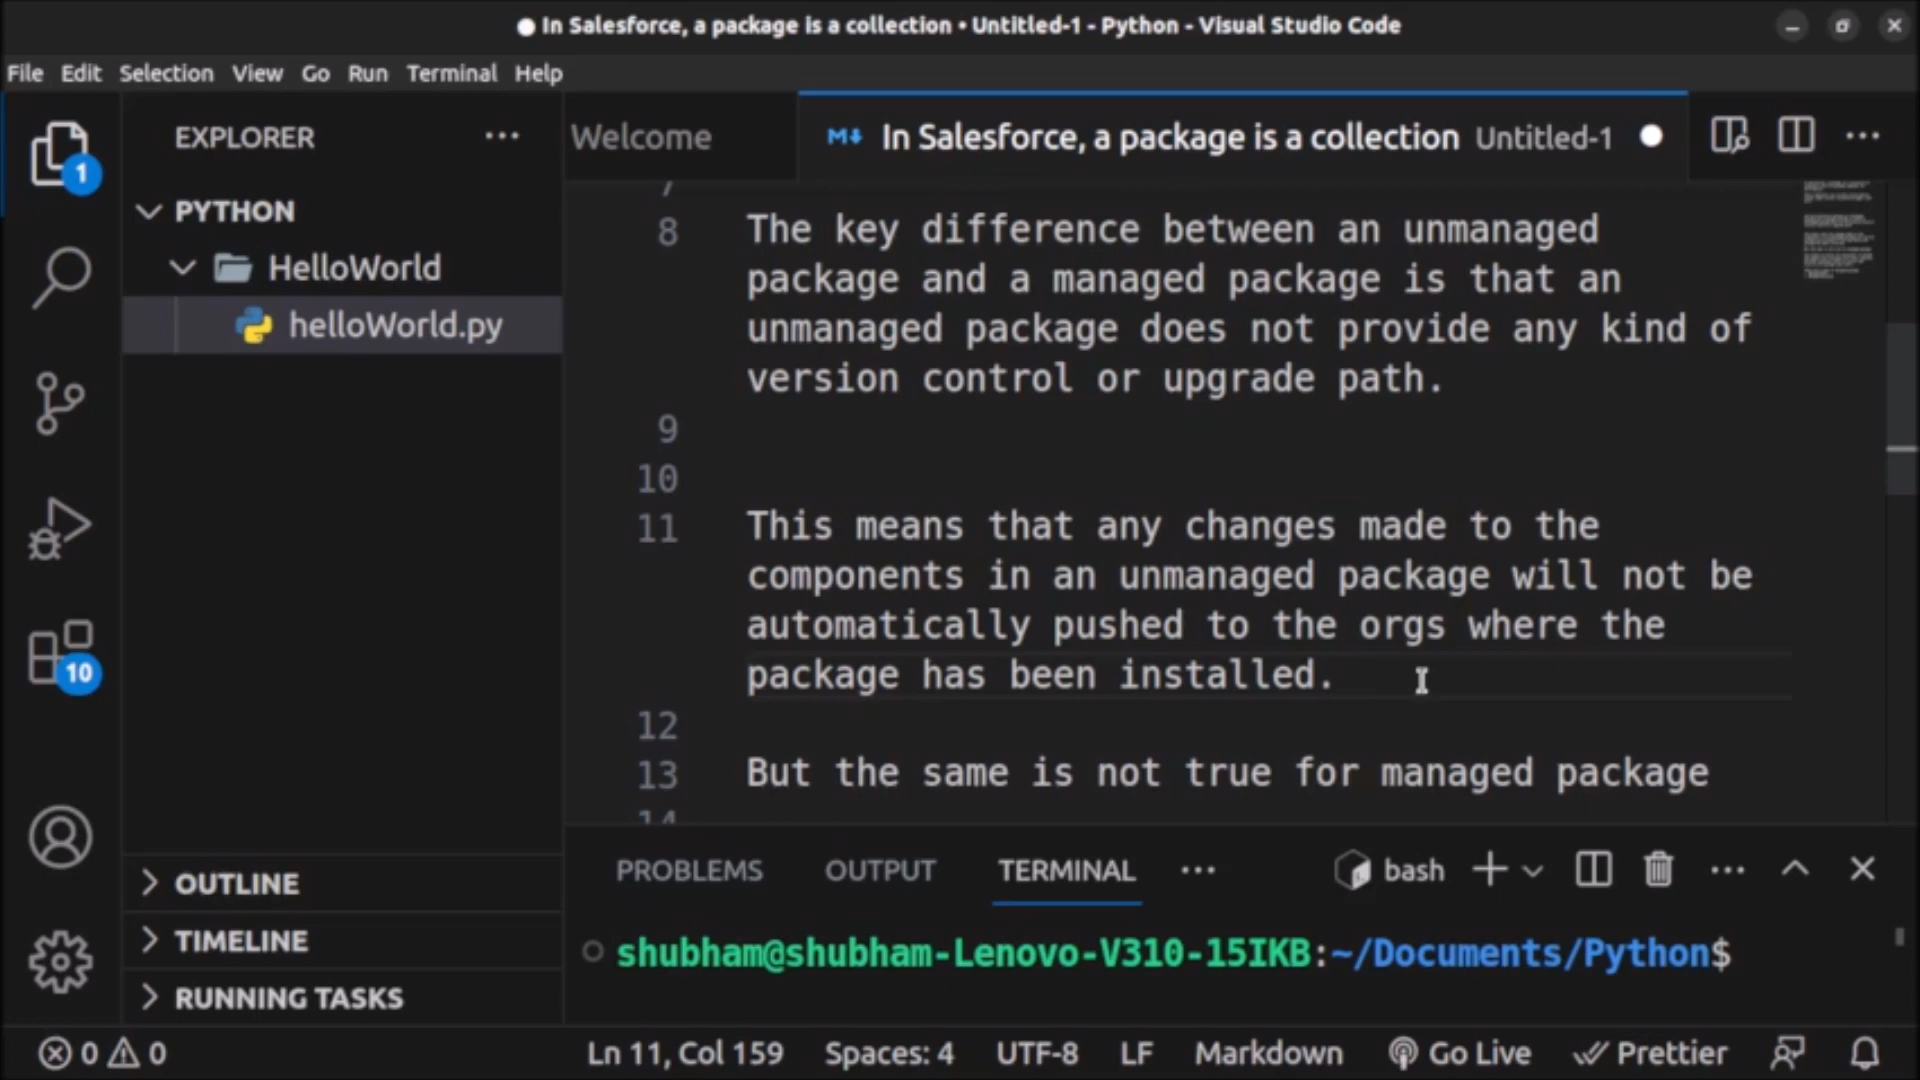 In Salesforce, a package is a collection • Untitled-1 - Python - Visual Studio Code
File Edit Selection View Go Run Terminal Help
EXPLORER
Welcome
In Salesforce, a package is a collection Untitled-1
1
PYTHON
HelloWorld
helloWorld.py
7
8 The key difference between an unmanaged
package and a managed package is that an
unmanaged package does not provide any kind of
version control or upgrade path.
9
10
11 This means that any changes made to the
components in an unmanaged package will not be
automatically pushed to the orgs where the
package has been installed.
10
12
13 But the same is not true for managed package
14
OUTLINE
TIMELINE
RUNNING TASKS
PROBLEMS OUTPUT TERMINAL bash
shubham@shubham-Lenovo-V310-15IKB:~/Documents/Python$
0 0 Ln 11, Col 159 Spaces: 4 UTF-8 LF Markdown Go Live Prettier